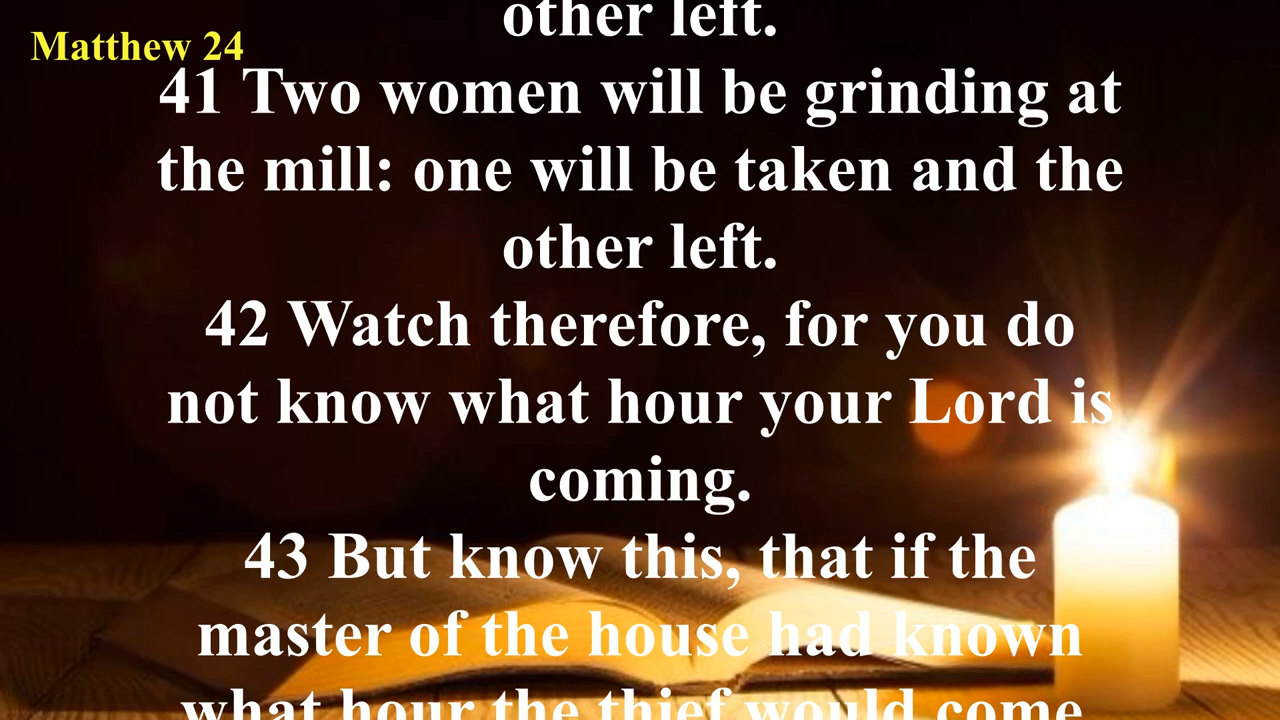 other left.
Matthew 24
41 Two women will be grinding at
the mill: one will be taken and the
other left.
42 Watch therefore, for you do
not know what hour your Lord is
coming.
43 But know this, that if the
master of the house had known
what hour the thief would come